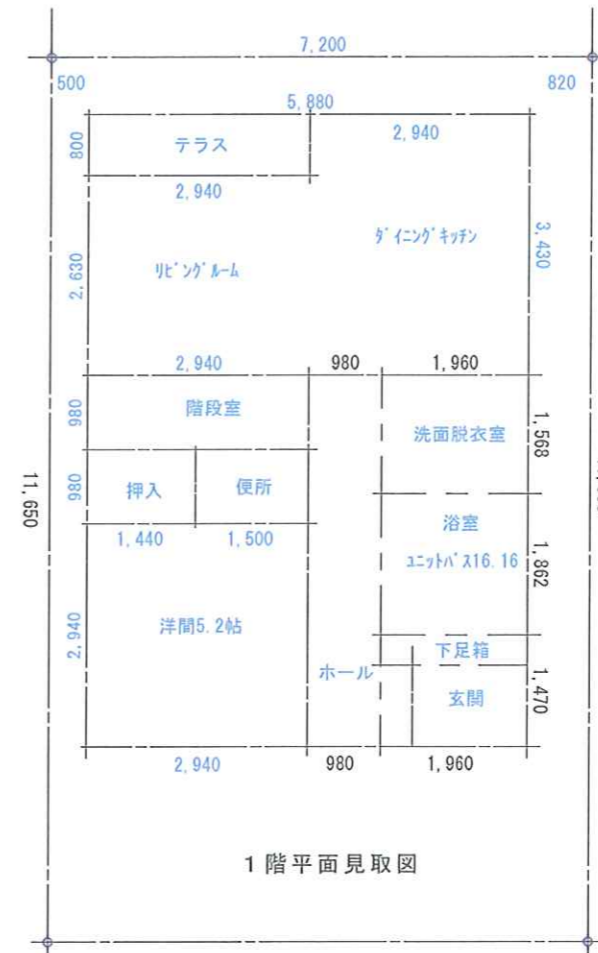 7,200
500
820
5,880
800
テラス
2,940
2,940
ダイニングキッチン
3,430
2,630
リビングルーム
2,940
980
1,960
980
階段室
洗面脱衣室
1,568
980
押入
便所
11,650
浴室
1,440
1,500
ユニットバス16.16
1,862
2,940
洋間5.2帖
下足箱
ホール
玄関
1,470
2,940
980
1,960
1階平面見取図